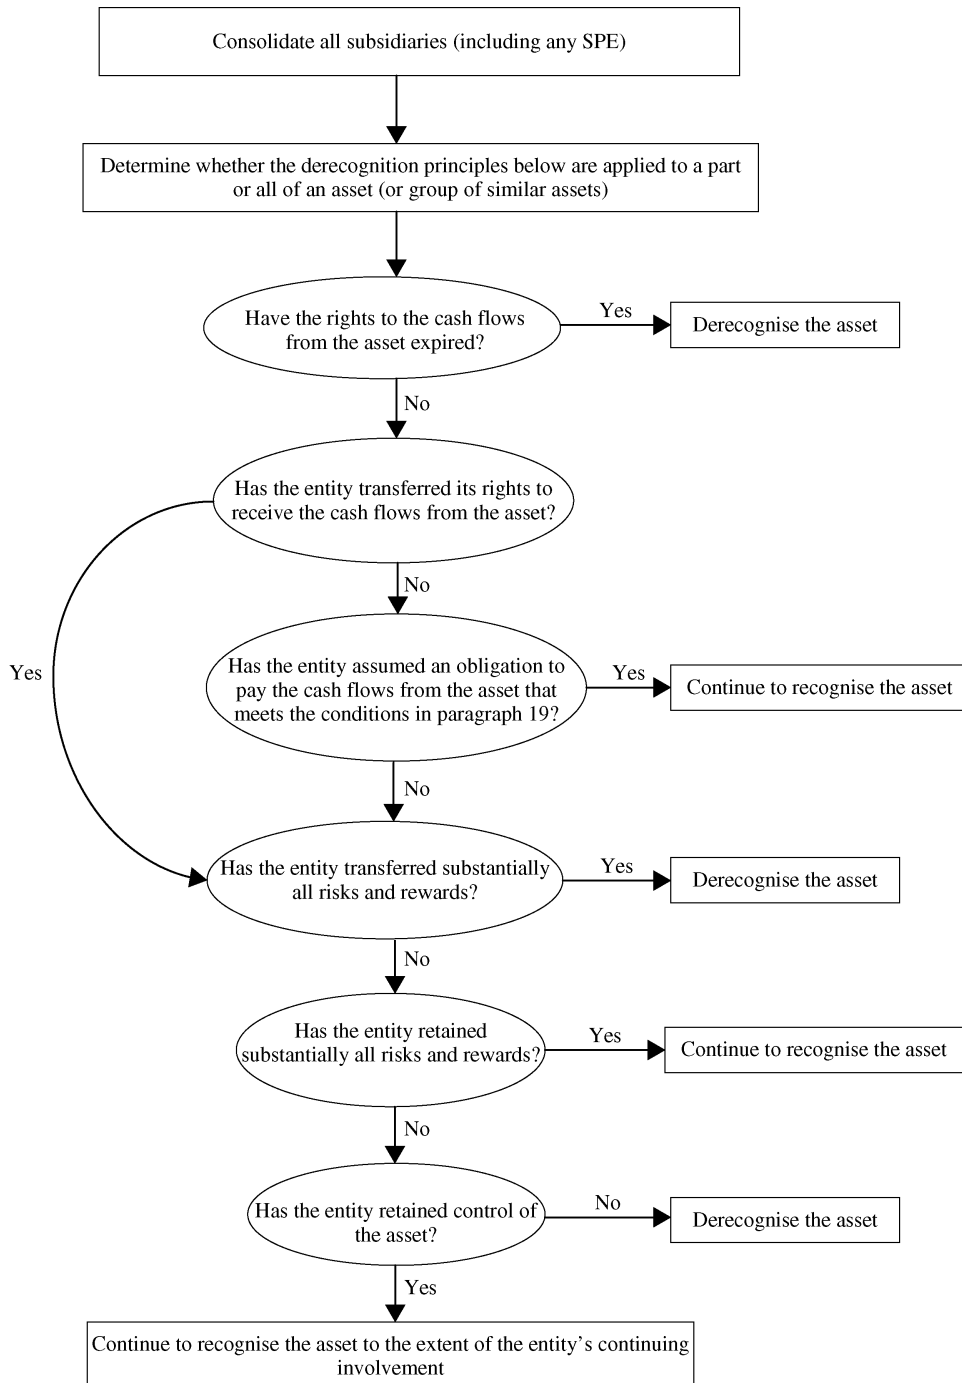 Consolidate all subsidiaries (including any SPE)
Determine whether the derecognition principles below are applied to a part
or all of an asset (or group of similar assets)
Have the rights to the cash flows
from the asset expired?
Yes
Derecognise the asset
No
Has the entity transferred its rights to
receive the cash flows from the asset?
No
Yes
Has the entity assumed an obligation to
pay the cash flows from the asset that
meets the conditions in paragraph 19?
Yes
Continue to recognise the asset
No
Has the entity transferred substantially
all risks and rewards?
Yes
Derecognise the asset
No
Has the entity retained
substantially all risks and rewards?
Yes
Continue to recognise the asset
No
Has the entity retained control of
the asset?
No
Derecognise the asset
Yes
Continue to recognise the asset to the extent of the entity’s continuing
involvement